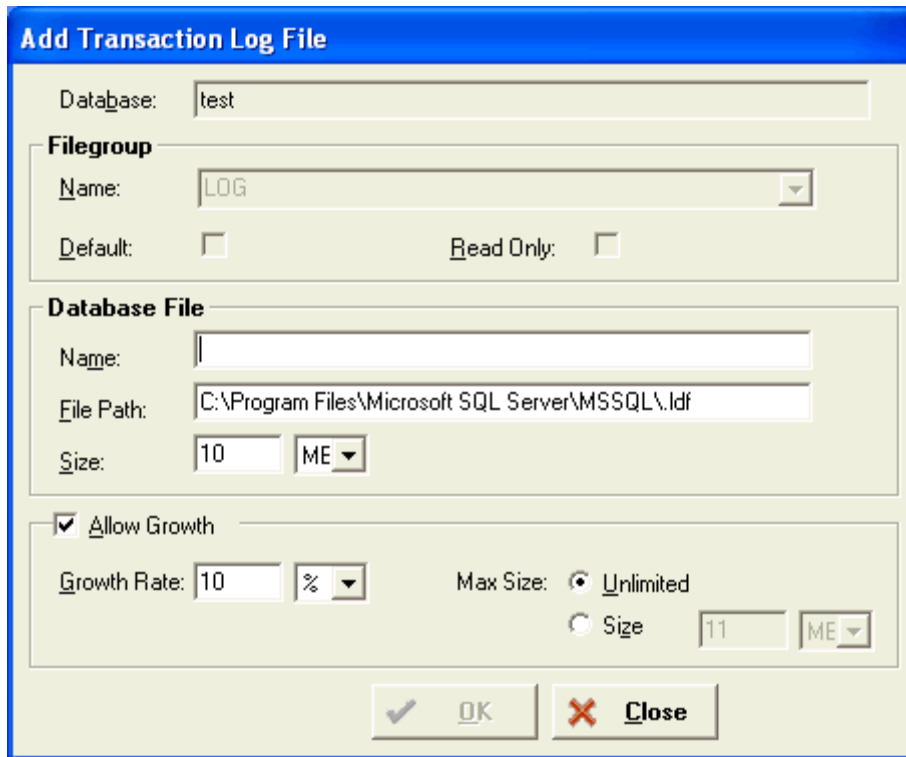 Add Transaction Log File
Database: test
Filegroup
Name: LOG
Default: Read Only:
Database File
Name:
File Path: C:\Program Files\Microsoft SQL Server\MSSQL\.ldf
Size: 10 ME
Allow Growth
Growth Rate: 10 % Max Size: Unlimited
Size 11 ME
OK Close